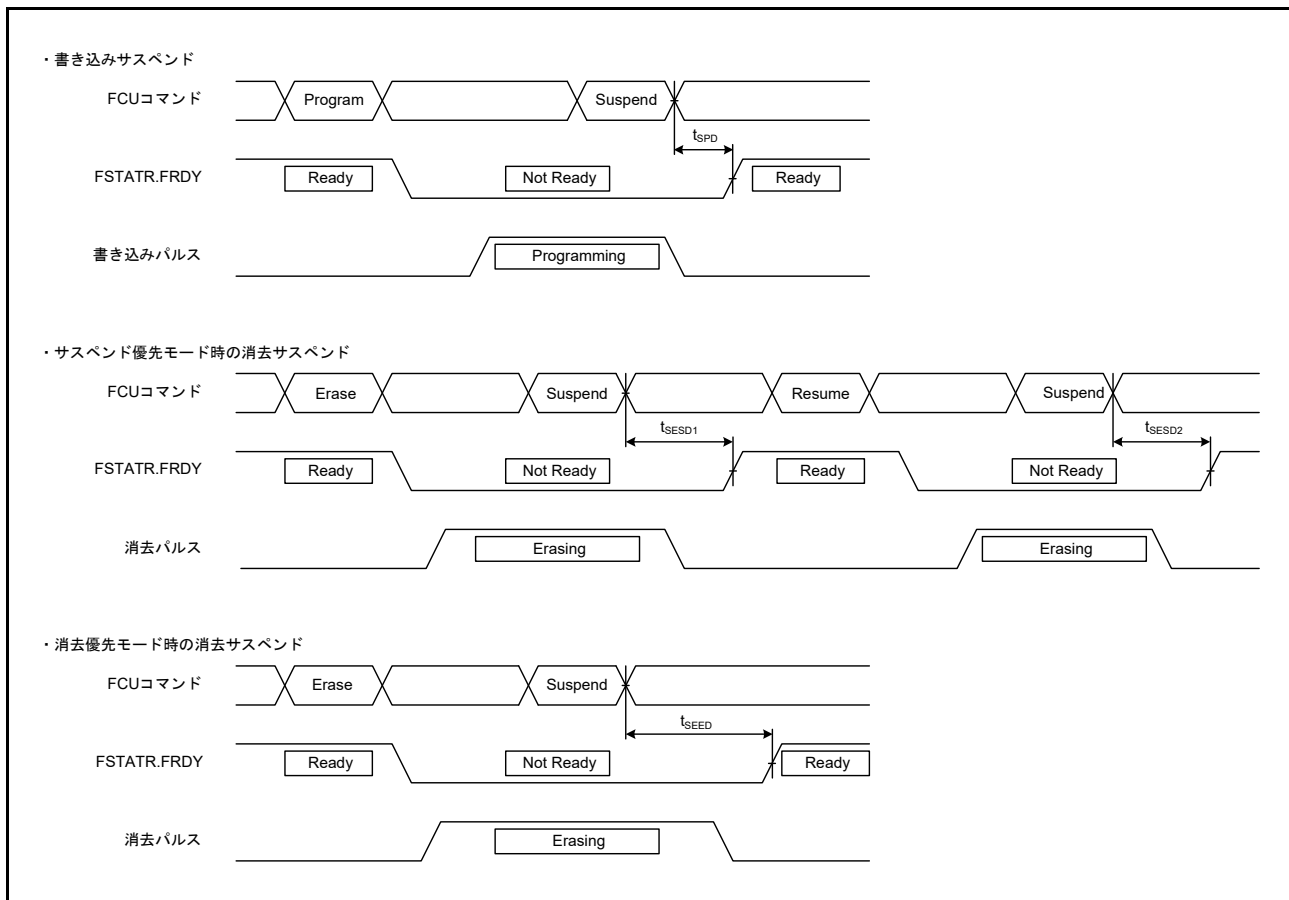 ・書き込みサスペンド
FCUコマンド Program Suspend
tSPD
FSTATR.FRDY Ready Not Ready Ready
書き込みパルス Programming
・サスペンド優先モード時の消去サスペンド
FCUコマンド Erase Suspend Resume Suspend
tSESD1 tSESD2
FSTATR.FRDY Ready Not Ready Ready Not Ready
消去パルス Erasing Erasing
・消去優先モード時の消去サスペンド
FCUコマンド Erase Suspend
tSEED
FSTATR.FRDY Ready Not Ready Ready
消去パルス Erasing